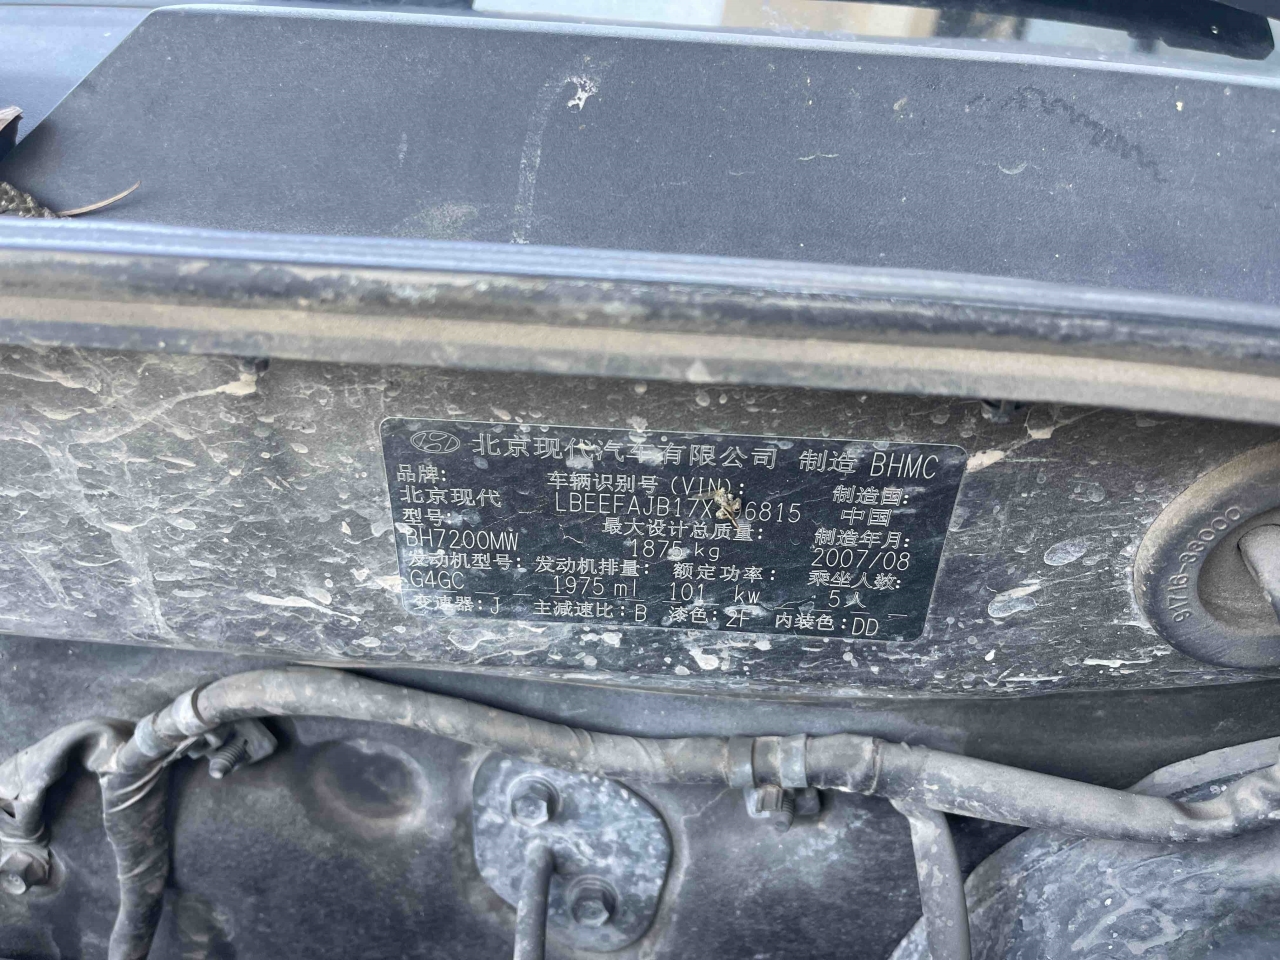 北京现代汽车有限公司 制造 BHMC
品牌: 车辆识别号 (VIN): 制造国:
北京现代 中国
型号: 最大设计总质量: 制造年月:
BH7200MW 1875 kg 2007/08
发动机型号: 发动机排量: 额定功率: 乘坐人数:
G4GC 1975 ml 101 kw 5人
变速器: J 主减速比: B 漆色: 2F 内装色: DD